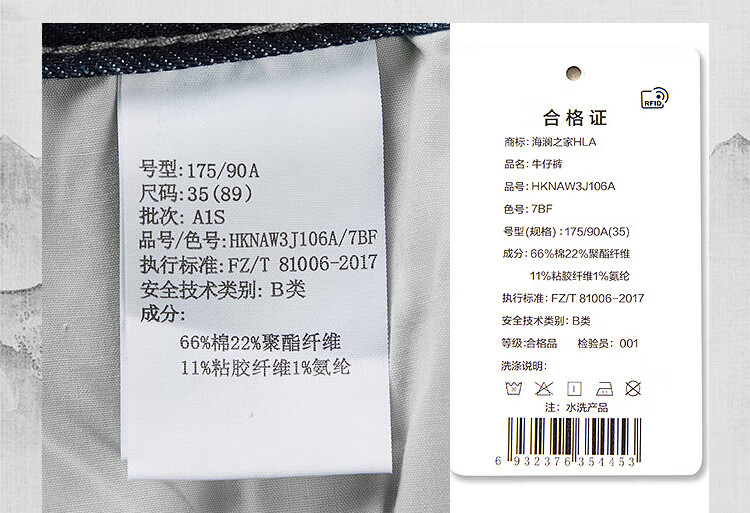 号型:175/90A
尺码:35(89)
批次: A1S
品号/色号:HKNAW3J106A/7BF
执行标准:FZ/T 81006-2017
安全技术类别: B类
成分:
66%棉22%聚酯纤维
11%粘胶纤维1%氨纶
RFID
合格证
商标: 海澜之家HLA
品名: 牛仔裤
品号: HKNAW3J106A
色号: 7BF
号型(规格) : 175/90A(35)
成分: 66%棉22%聚酯纤维
11%粘胶纤维1%氨纶
执行标准: FZ/T 81006-2017
安全技术类别: B类
等级:合格品 检验员: 001
洗涤说明:
注: 水洗产品
6 932376 354453